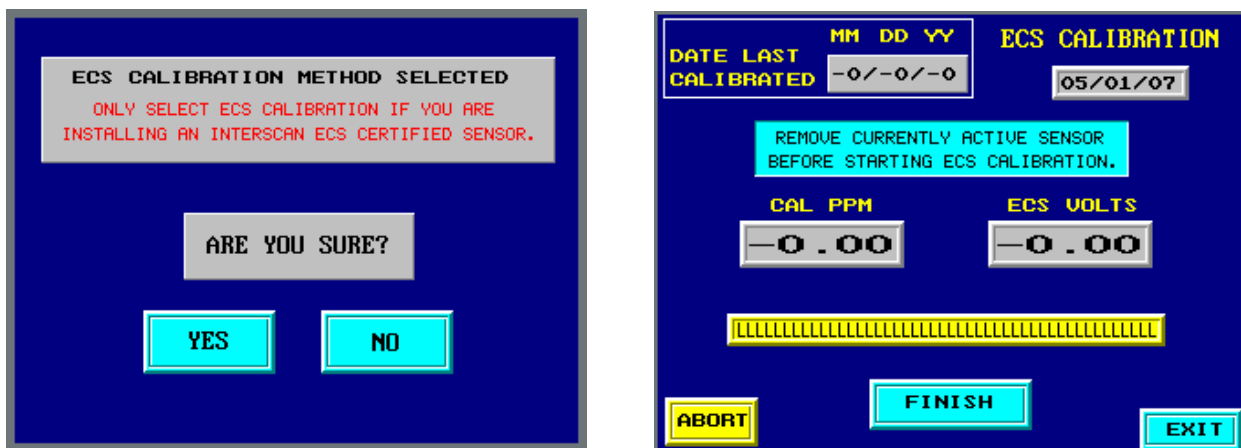 ECS CALIBRATION METHOD SELECTED
ONLY SELECT ECS CALIBRATION IF YOU ARE
INSTALLING AN INTERSCAN ECS CERTIFIED SENSOR.
ARE YOU SURE?
YES
NO
MM DD YY
DATE LAST
CALIBRATED
-0/-0/-0
ECS CALIBRATION
05/01/07
REMOVE CURRENTLY ACTIVE SENSOR
BEFORE STARTING ECS CALIBRATION.
CAL PPM
ECS VOLTS
-0.00
-0.00
FINISH
ABORT
EXIT